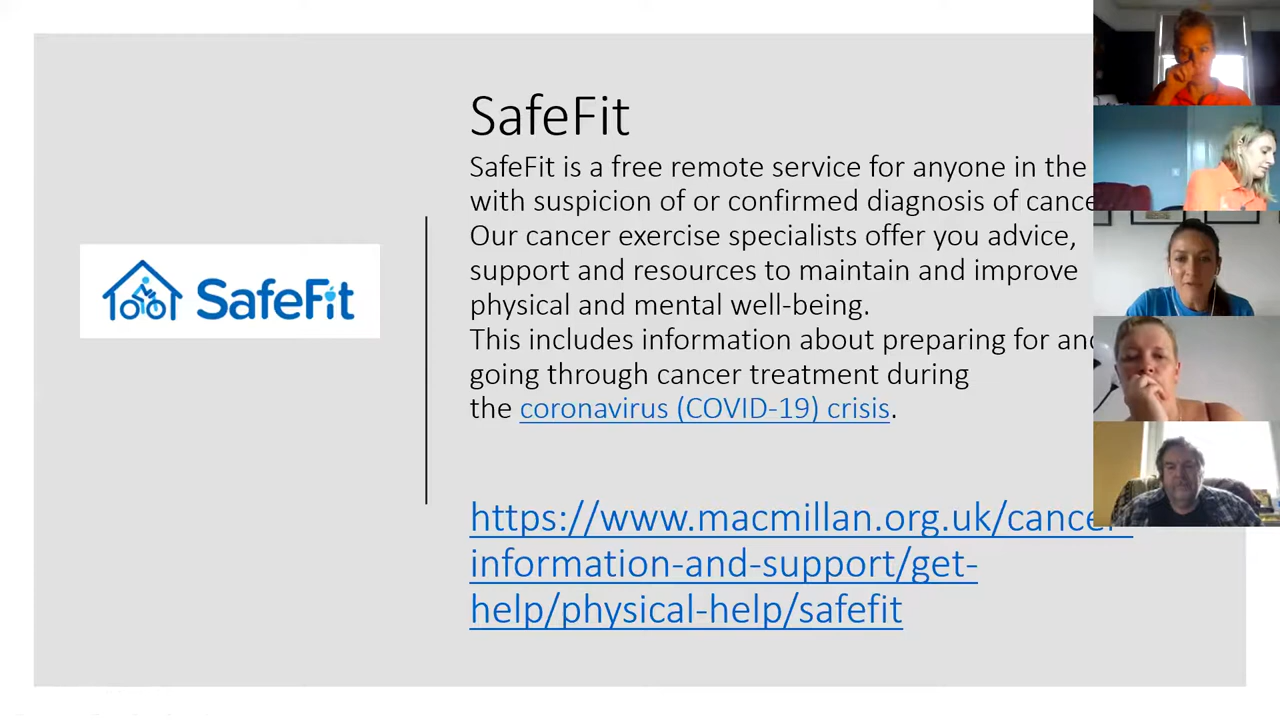 SafeFit
SafeFit is a free remote service for anyone in the
with suspicion of or confirmed diagnosis of
Our cancer exercise specialists offer you advice,
support and resources to maintain and improve
physical and mental well-being.
This includes information about preparing for and
going through cancer treatment during
the coronavirus (COVID-19) crisis.
SafeFit
https://www.macmillan.org.uk/cancer-
information-and-support/get-
help/physical-help/safefit